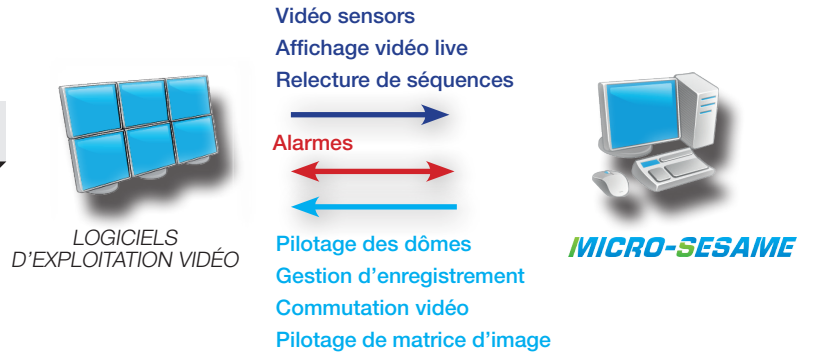 Vidéo sensors
Affichage vidéo live
Relecture de séquences
Alarmes
LOGICIELS
D'EXPLOITATION VIDÉO
Pilotage des dômes
Gestion d'enregistrement
Commutation vidéo
Pilotage de matrice d'image
MICRO-SESAME